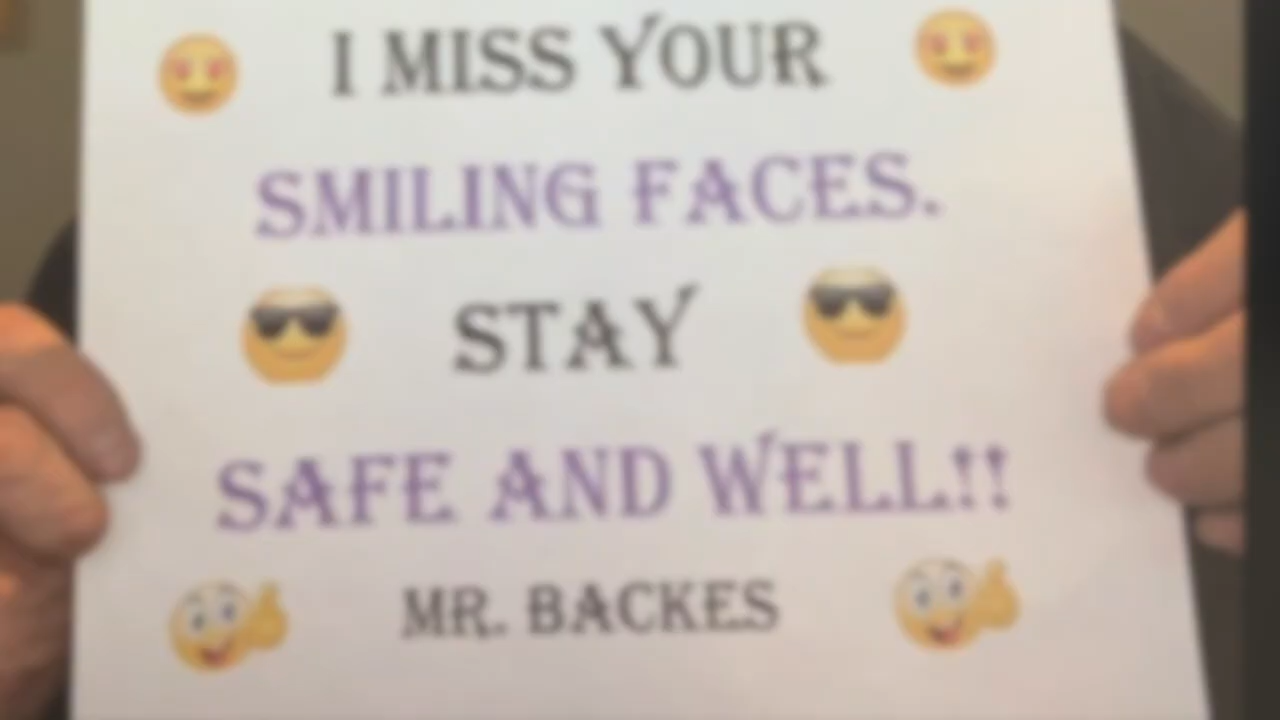 I MISS YOUR
SMILING FACES.
STAY
SAFE AND WELL!!
MR. BACKES